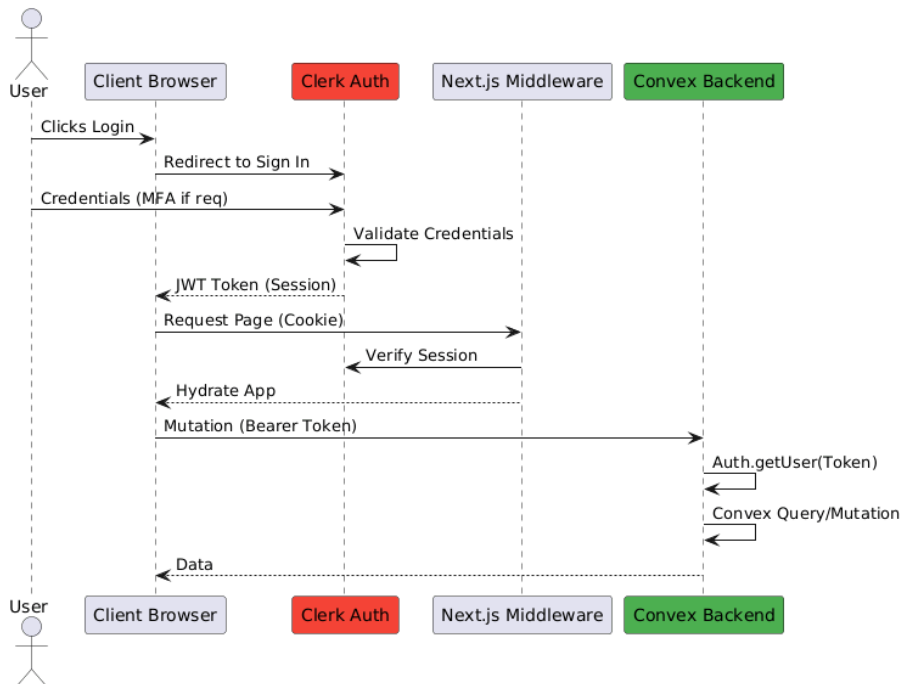 User
Client Browser
Clerk Auth
Next.js Middleware
Convex Backend
Clicks Login
Redirect to Sign In
Credentials (MFA if req)
Validate Credentials
JWT Token (Session)
Request Page (Cookie)
Verify Session
Hydrate App
Mutation (Bearer Token)
Auth.getUser(Token)
Convex Query/Mutation
Data
User
Client Browser
Clerk Auth
Next.js Middleware
Convex Backend